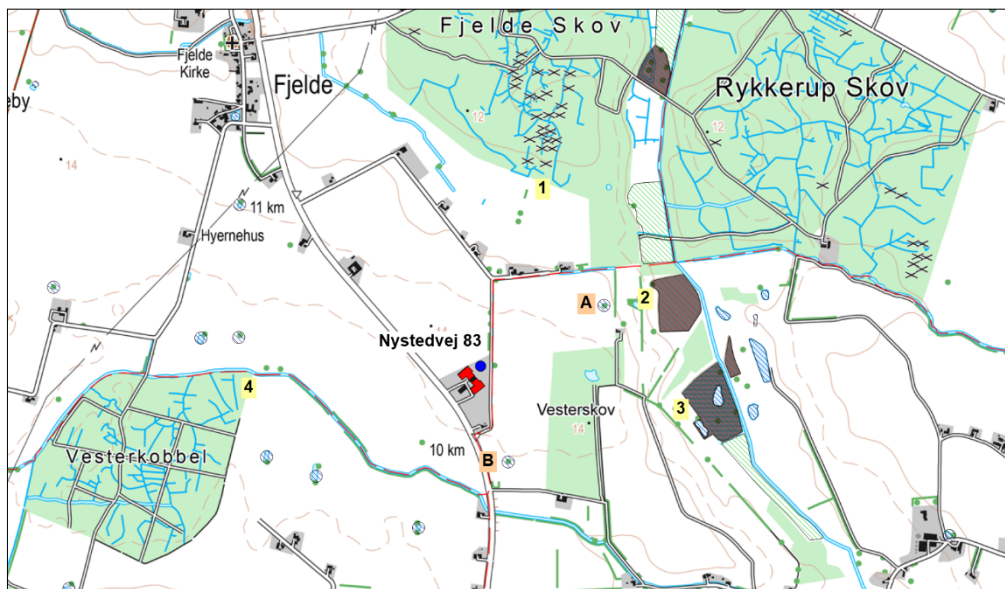 Fjelde Skov
Fjelde
Kirke
eby
Fjelde
Rykkerup Skov
12
12
14
1
11 km
Hyernehus
A
2
Nystedvej 83
4
3
Vesterskov
14
Vesterkobbel
10 km
B